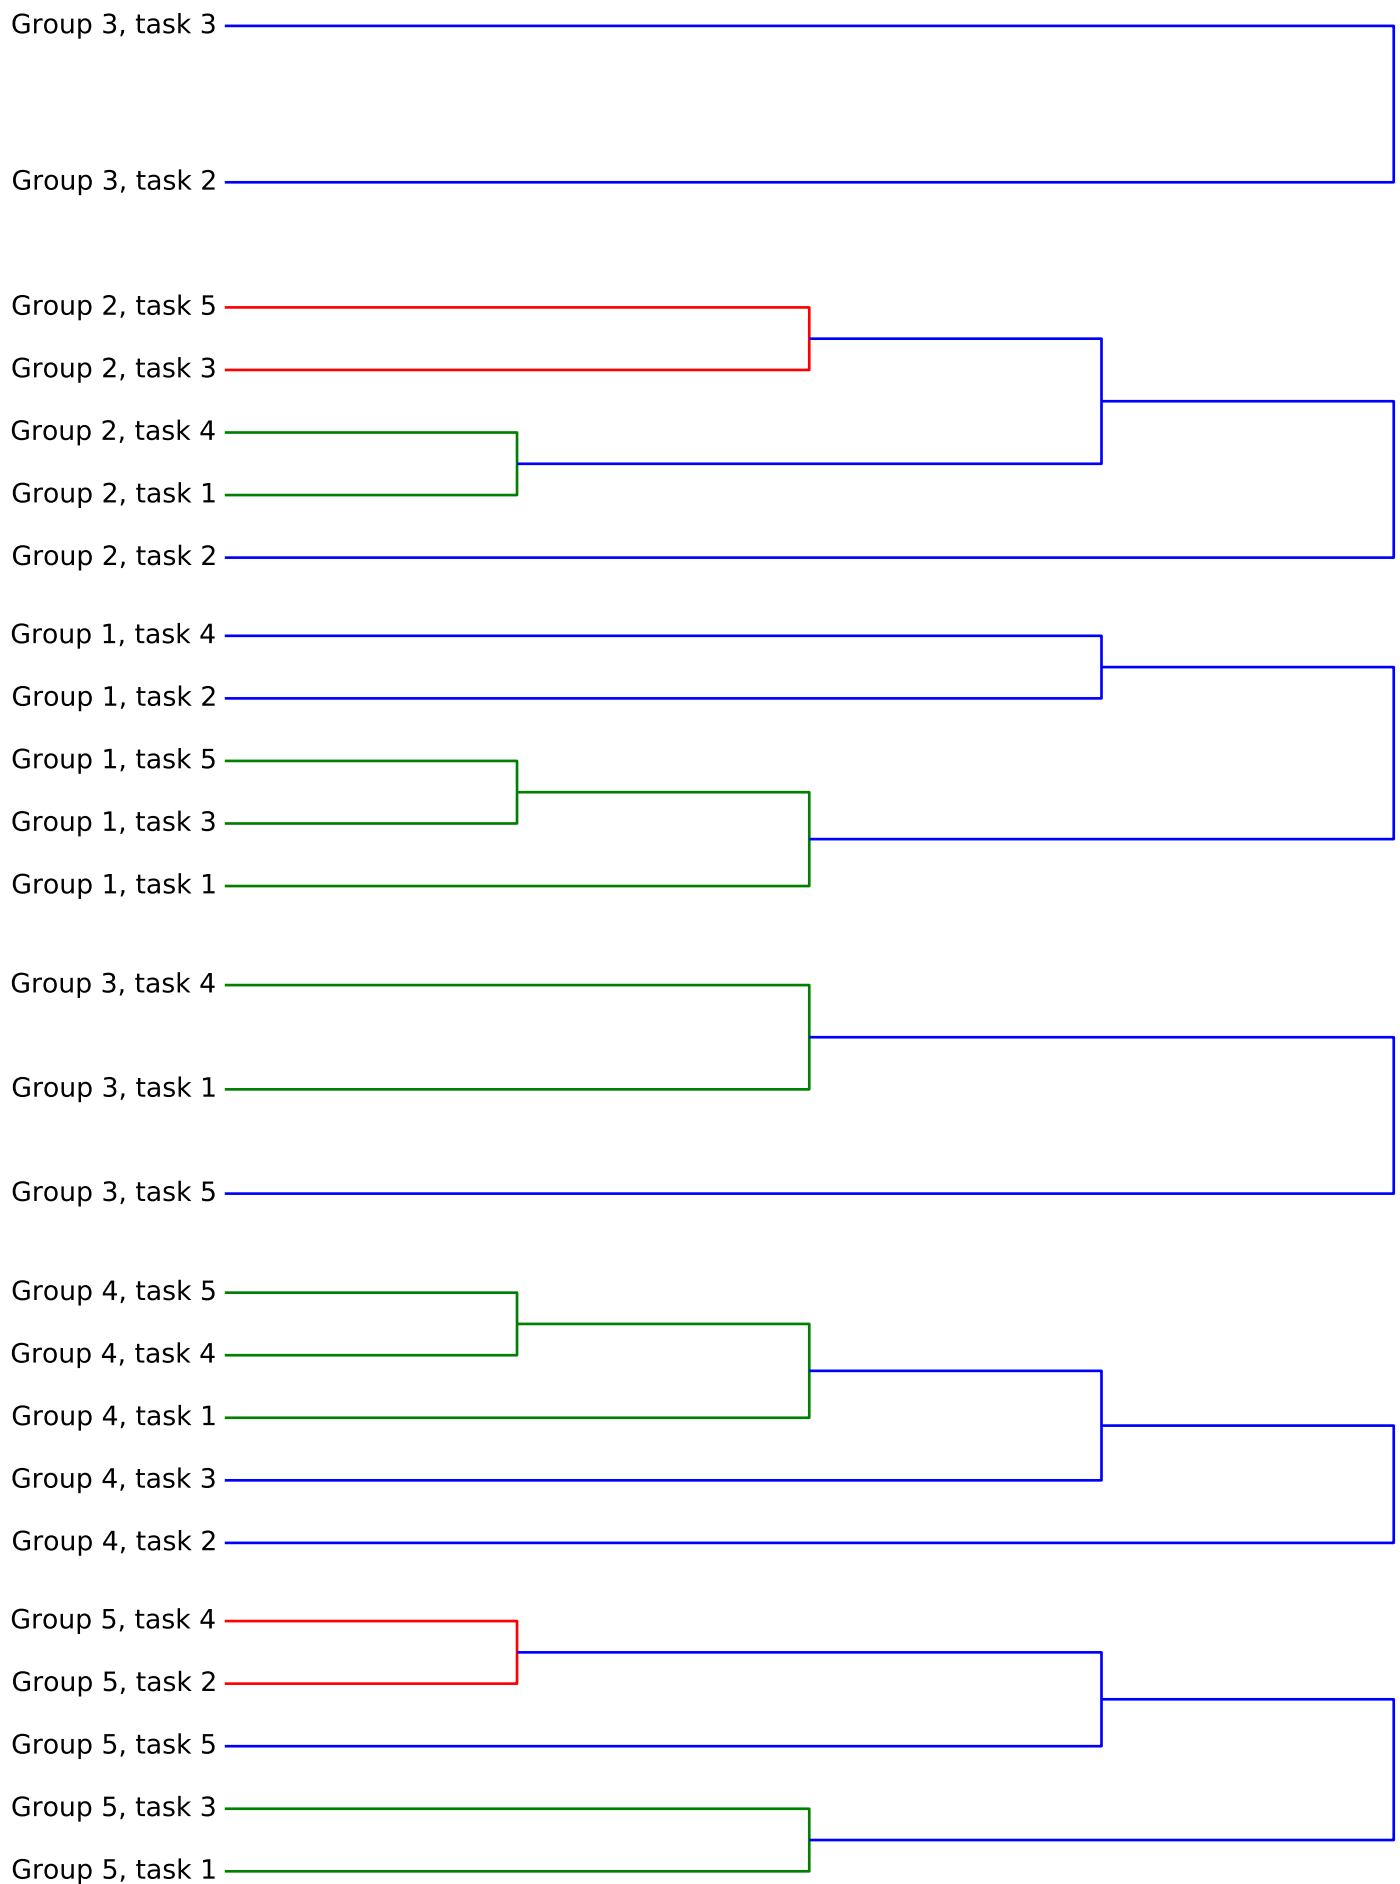 Group 3, task 3
Group 3, task 2
Group 2, task 5
Group 2, task 3
Group 2, task 4
Group 2, task 1
Group 2, task 2
Group 1, task 4
Group 1, task 2
Group 1, task 5
Group 1, task 3
Group 1, task 1
Group 3, task 4
Group 3, task 1
Group 3, task 5
Group 4, task 5
Group 4, task 4
Group 4, task 1
Group 4, task 3
Group 4, task 2
Group 5, task 4
Group 5, task 2
Group 5, task 5
Group 5, task 3
Group 5, task 1